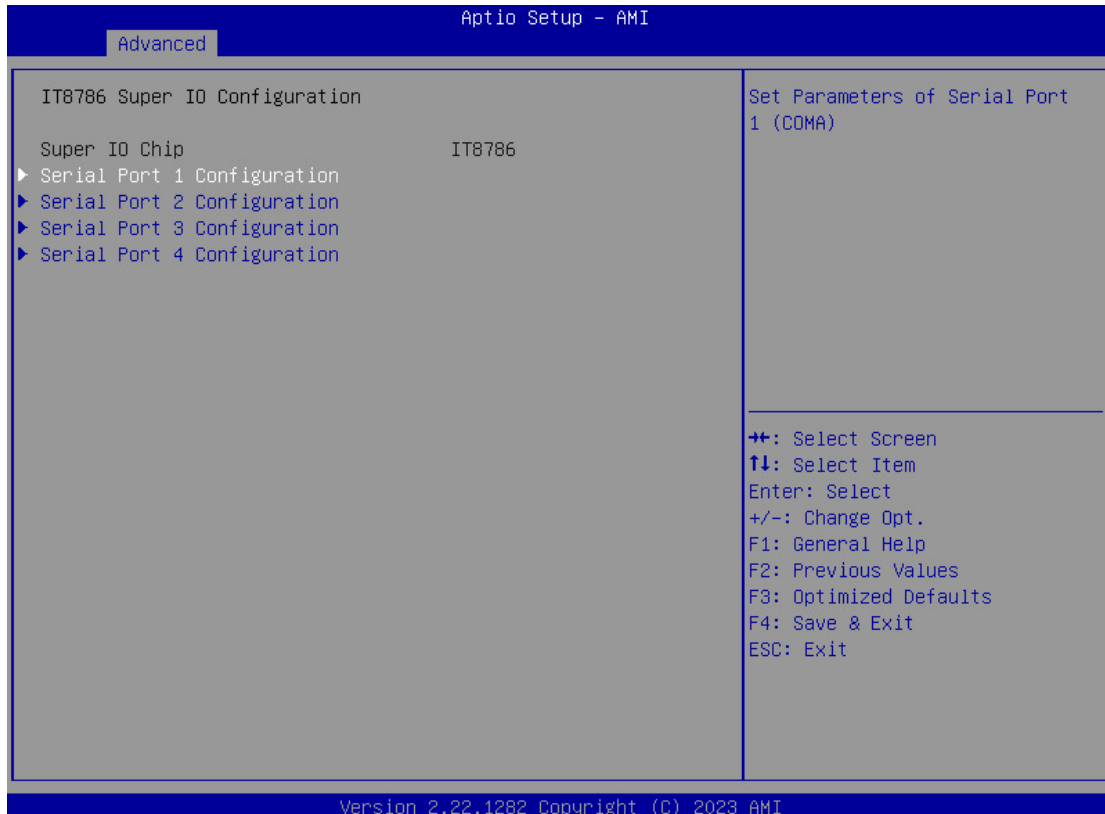 Aptio Setup - AMI
Advanced
IT8786 Super IO Configuration
Super IO Chip IT8786
► Serial Port 1 Configuration
► Serial Port 2 Configuration
► Serial Port 3 Configuration
► Serial Port 4 Configuration
Set Parameters of Serial Port
1 (COMA)
→←: Select Screen
↑↓: Select Item
Enter: Select
+/-: Change Opt.
F1: General Help
F2: Previous Values
F3: Optimized Defaults
F4: Save & Exit
ESC: Exit
Version 2.22.1282 Copyright (C) 2023 AMI